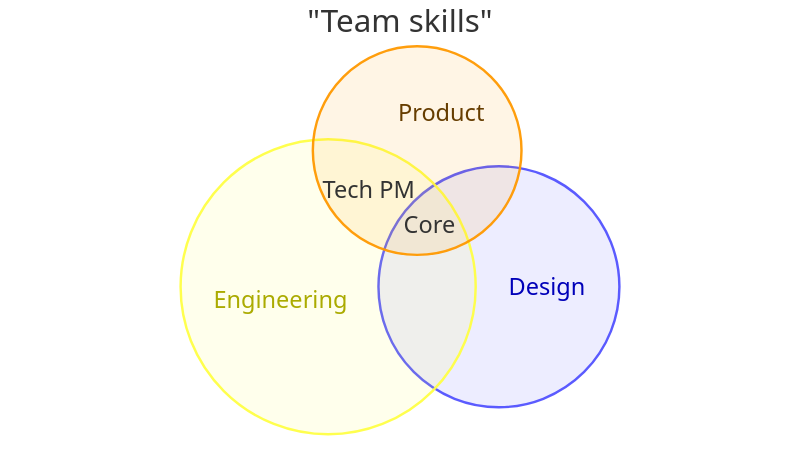 "Team skills"
Product
Tech PM
Core
Design
Engineering